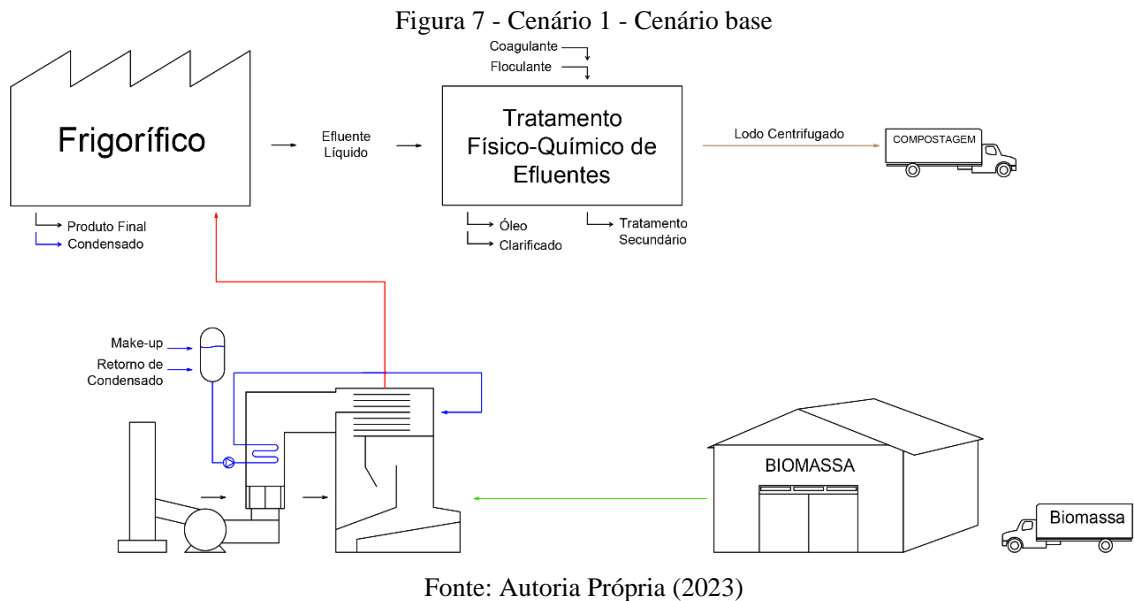 Figura 7 - Cenário 1 - Cenário base
Coagulante
Floculante
Frigorífico
Efluente
Líquido
Tratamento
Físico-Químico de
Efluentes
Lodo Centrifugado
COMPOSTAGEM
Produto Final
Condensado
Óleo
Clarificado
Tratamento
Secundário
Make-up
Retorno de
Condensado
BIOMASSA
Biomassa
Fonte: Autoria Própria (2023)